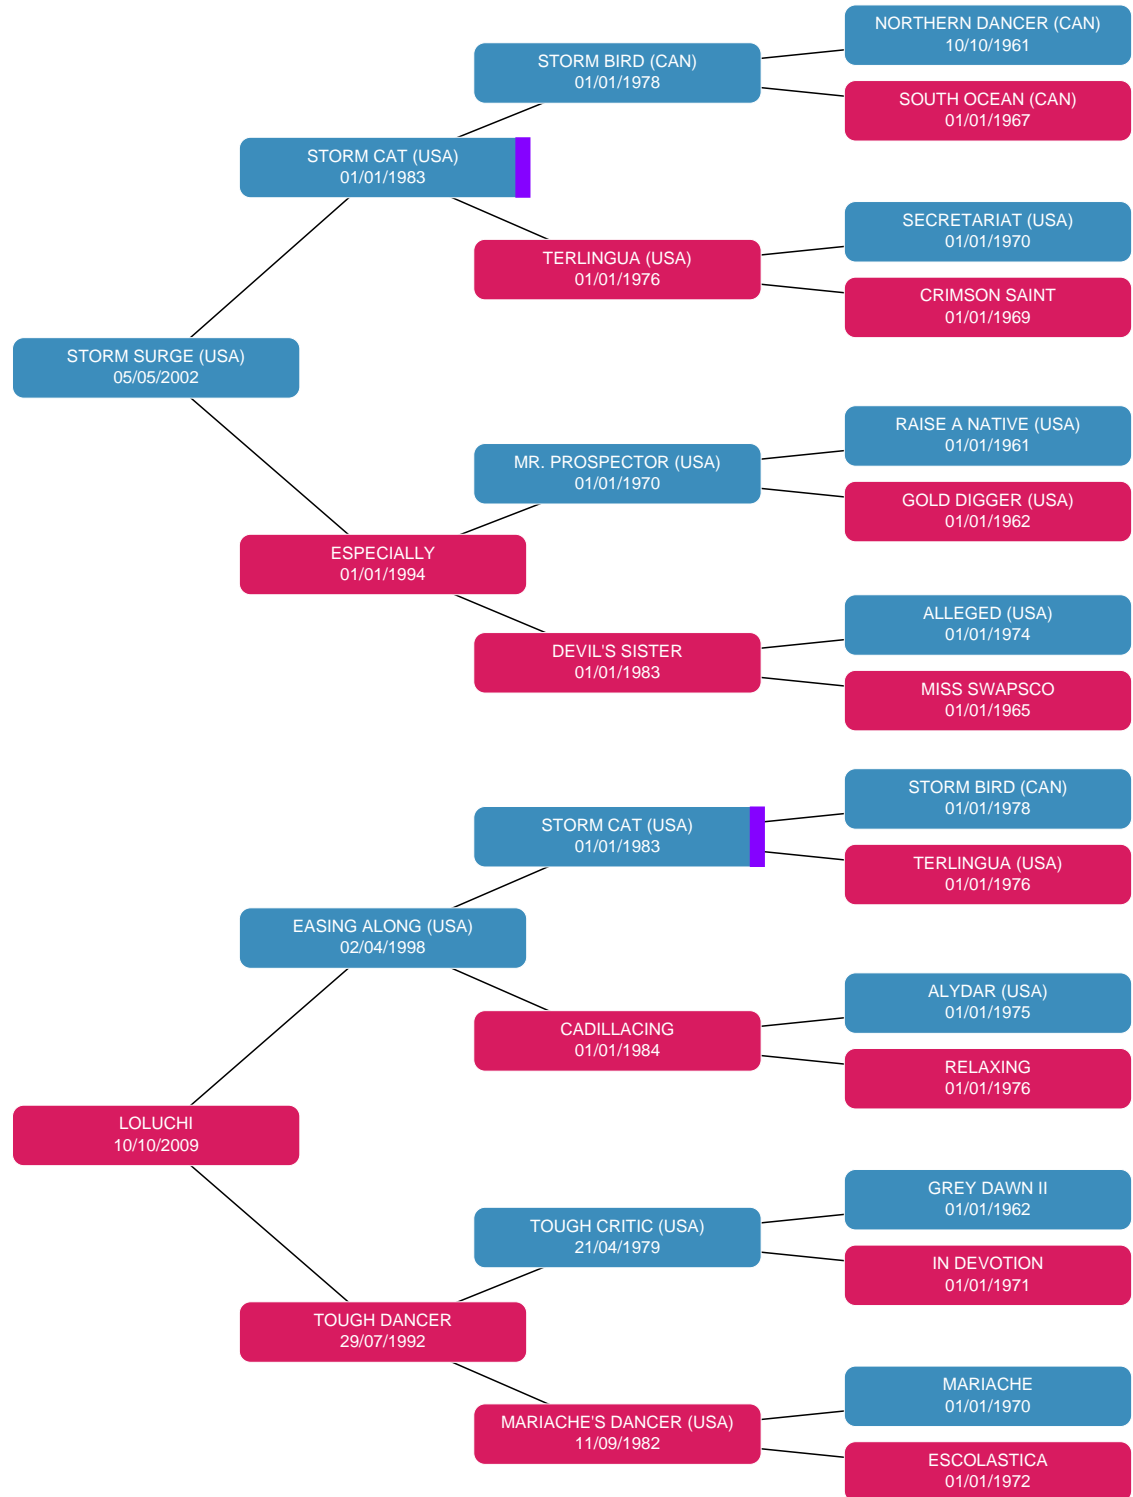 NORTHERN DANCER (CAN)
10/10/1961
STORM BIRD (CAN)
01/01/1978
SOUTH OCEAN (CAN)
01/01/1967
STORM CAT (USA)
01/01/1983
SECRETARIAT (USA)
01/01/1970
TERLINGUA (USA)
01/01/1976
CRIMSON SAINT
01/01/1969
STORM SURGE (USA)
05/05/2002
RAISE A NATIVE (USA)
01/01/1961
MR. PROSPECTOR (USA)
01/01/1970
GOLD DIGGER (USA)
01/01/1962
ESPECIALLY
01/01/1994
ALLEGED (USA)
01/01/1974
DEVIL'S SISTER
01/01/1983
MISS SWAPSCO
01/01/1965
STORM BIRD (CAN)
01/01/1978
STORM CAT (USA)
01/01/1983
TERLINGUA (USA)
01/01/1976
EASING ALONG (USA)
02/04/1998
ALYDAR (USA)
01/01/1975
CADILLACING
01/01/1984
RELAXING
01/01/1976
LOLUCHI
10/10/2009
GREY DAWN II
01/01/1962
TOUGH CRITIC (USA)
21/04/1979
IN DEVOTION
01/01/1971
TOUGH DANCER
29/07/1992
MARIACHE
01/01/1970
MARIACHE'S DANCER (USA)
11/09/1982
ESCOLASTICA
01/01/1972